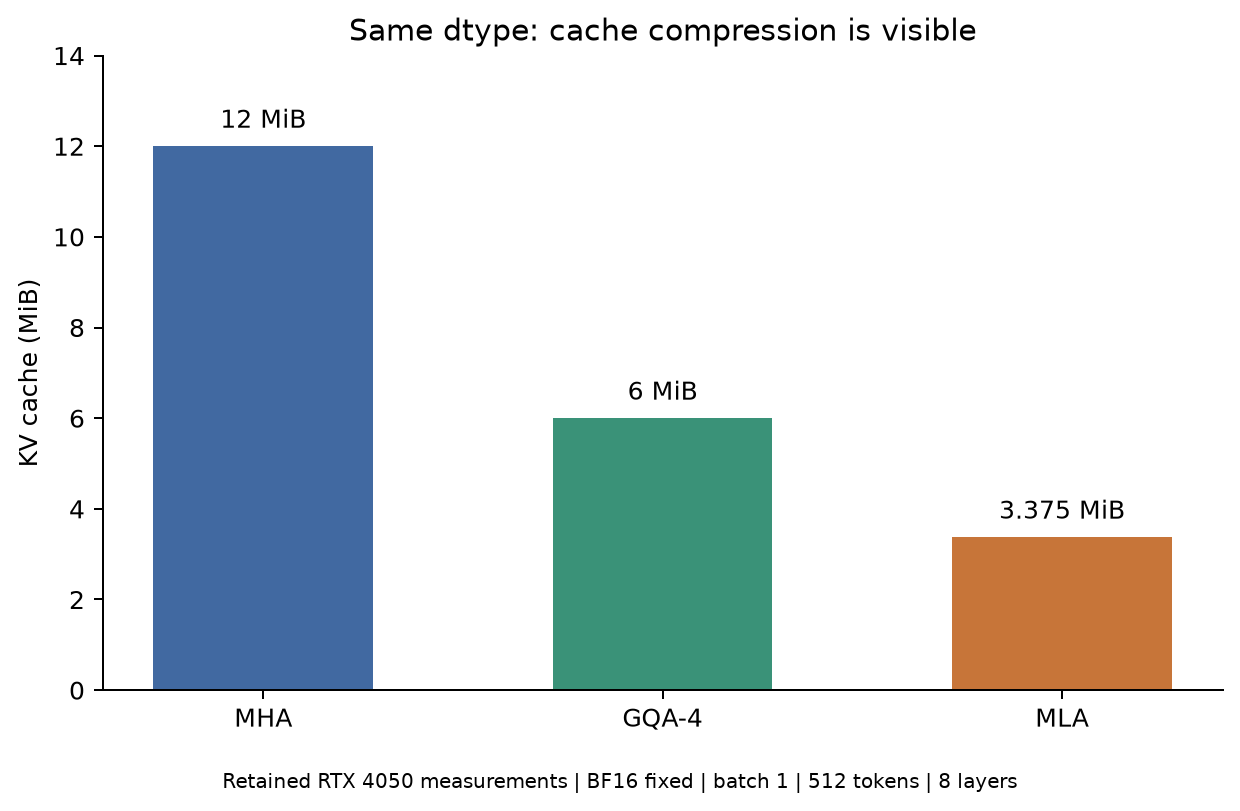 Same dtype: cache compression is visible
KV cache (MiB)
14
12
10
8
6
4
2
0
12 MiB
6 MiB
3.375 MiB
MHA
GQA-4
MLA
Retained RTX 4050 measurements | BF16 fixed | batch 1 | 512 tokens | 8 layers